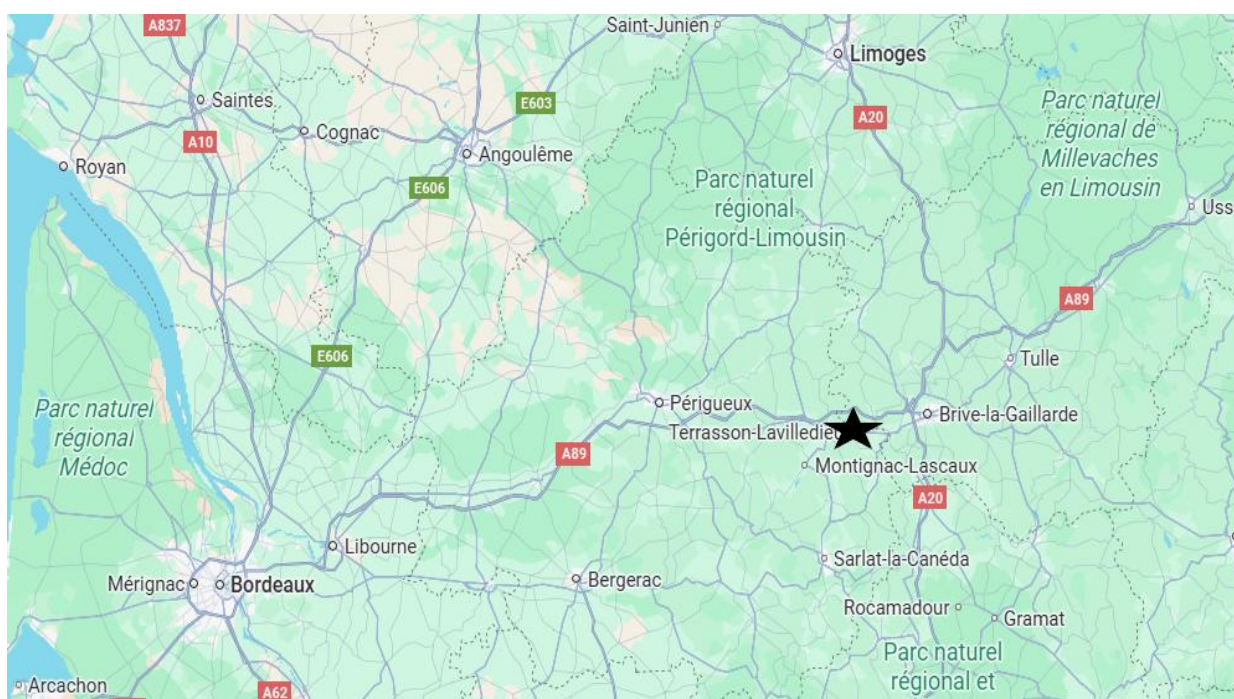 A837
Saint-Junien
Limoges
Saintes
E603
A20
Parc naturel
régional de
Millevaches
en Limousin
Cognac
A10
Angoulême
Royan
E606
Parc naturel
régional
Périgord-Limousin
Uss
A89
E606
Tulle
Parc naturel
régional
Médoc
Périgueux
Brive-la-Gaillarde
Terrasson-Lavilledieu
A89
Montignac-Lascaux
A20
Libourne
Sarlat-la-Canéda
Mérignac
Bordeaux
Bergerac
Rocamadour
Gramat
Parc naturel
régional et
Arcachon
A62